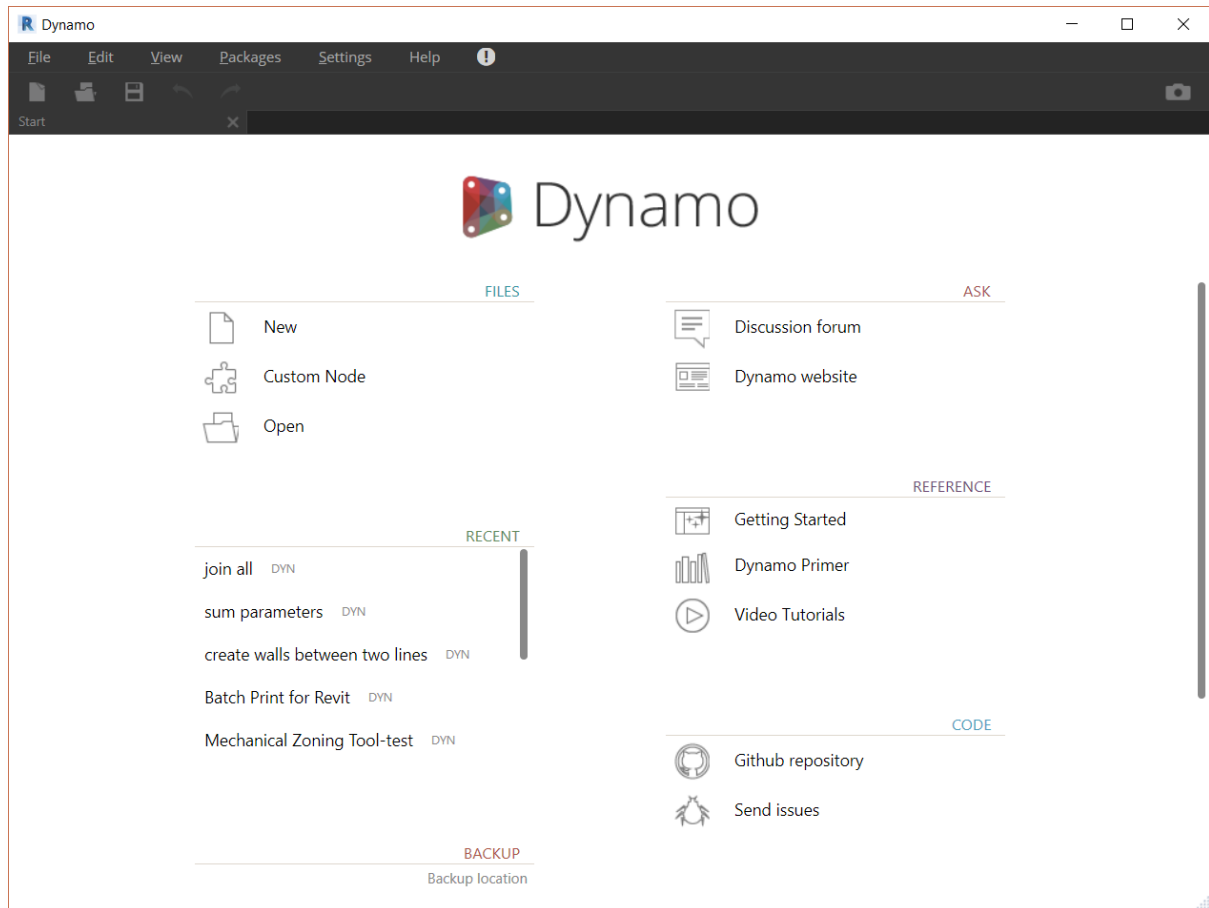 R Dynamo
File Edit View Packages Settings Help !
Start
Dynamo
FILES
New
Custom Node
Open
RECENT
join all DYN
sum parameters DYN
create walls between two lines DYN
Batch Print for Revit DYN
Mechanical Zoning Tool-test DYN
BACKUP
Backup location
ASK
Discussion forum
Dynamo website
REFERENCE
Getting Started
Dynamo Primer
Video Tutorials
CODE
Github repository
Send issues